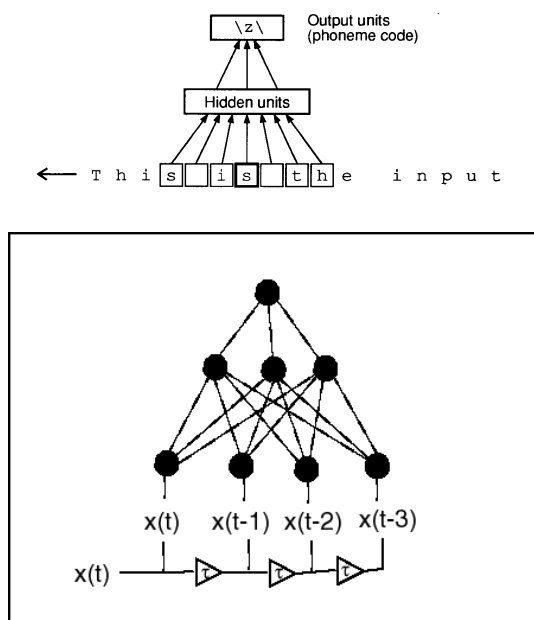 \z\ Output units
(phoneme code)
Hidden units
T h i s i s t h e i n p u t
x(t) x(t-1) x(t-2) x(t-3)
x(t) τ τ τ